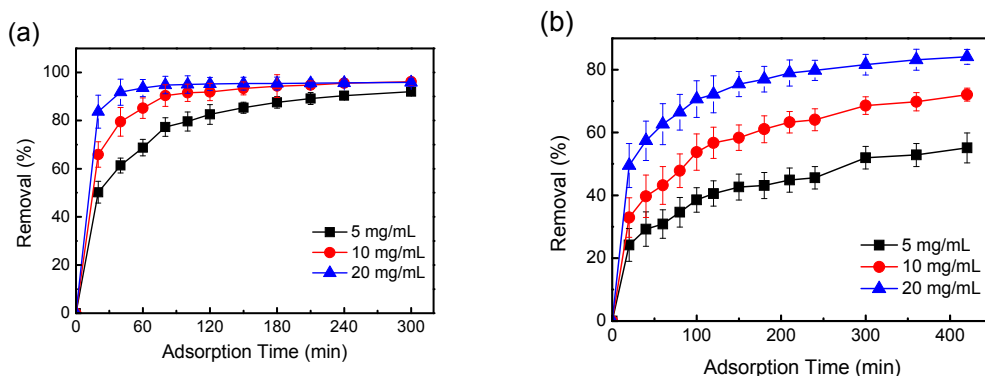 (a)
Removal (%)
100
80
60
40
20
0
5 mg/mL
10 mg/mL
20 mg/mL
0 60 120 180 240 300
Adsorption Time (min)
(b)
Removal (%)
80
60
40
20
0
5 mg/mL
10 mg/mL
20 mg/mL
0 100 200 300 400
Adsorption Time (min)